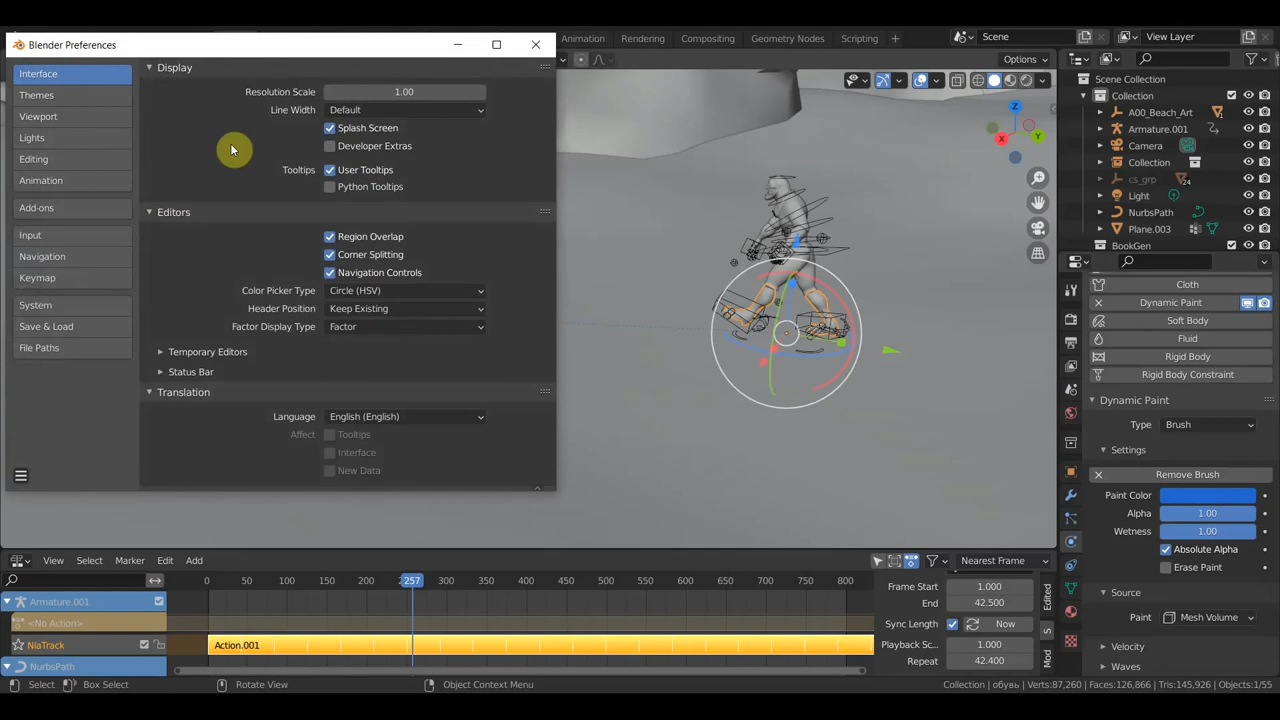 Blender Preferences
Interface
Themes
Viewport
Lights
Editing
Animation
Add-ons
Input
Navigation
Keymap
System
Save & Load
File Paths
Display
Resolution Scale 1.00
Line Width Default
Splash Screen
Developer Extras
Tooltips User Tooltips
Python Tooltips
Editors
Region Overlap
Corner Splitting
Navigation Controls
Color Picker Type Circle (HSV)
Header Position Keep Existing
Factor Display Type Factor
Temporary Editors
Status Bar
Translation
Language English (English)
Affect Tooltips
Interface
New Data
Animation Rendering Compositing Geometry Nodes Scripting
Scene View Layer
Options
X
Y
Z
Scene Collection
Collection
A00_Beach_Art 1
Armature.001
Camera
Collection
cs_grp 24
Light
NurbsPath
Plane.003
BookGen
Cloth
Dynamic Paint
Soft Body
Fluid
Rigid Body
Rigid Body Constraint
Dynamic Paint
Type Brush
Settings
Remove Brush
Paint Color
Alpha 1.00
Wetness 1.00
Absolute Alpha
Erase Paint
Source
Paint Mesh Volume
Velocity
Waves
View Select Marker Edit Add
Nearest Frame
0 50 100 150 200 257 300 350 400 450 500 550 600 650 700 750 800
Armature.001
<No Action>
NlaTrack
Action.001
NurbsPath
Frame Start 1.000
End 42.500
Sync Length Now
Playback Sc... 1.000
Repeat 42.400
Edited
S
Mod
Select Box Select Rotate View Object Context Menu
Collection | обувь | Verts:87,260 | Faces:126,866 | Tris:145,926 | Objects:1/55